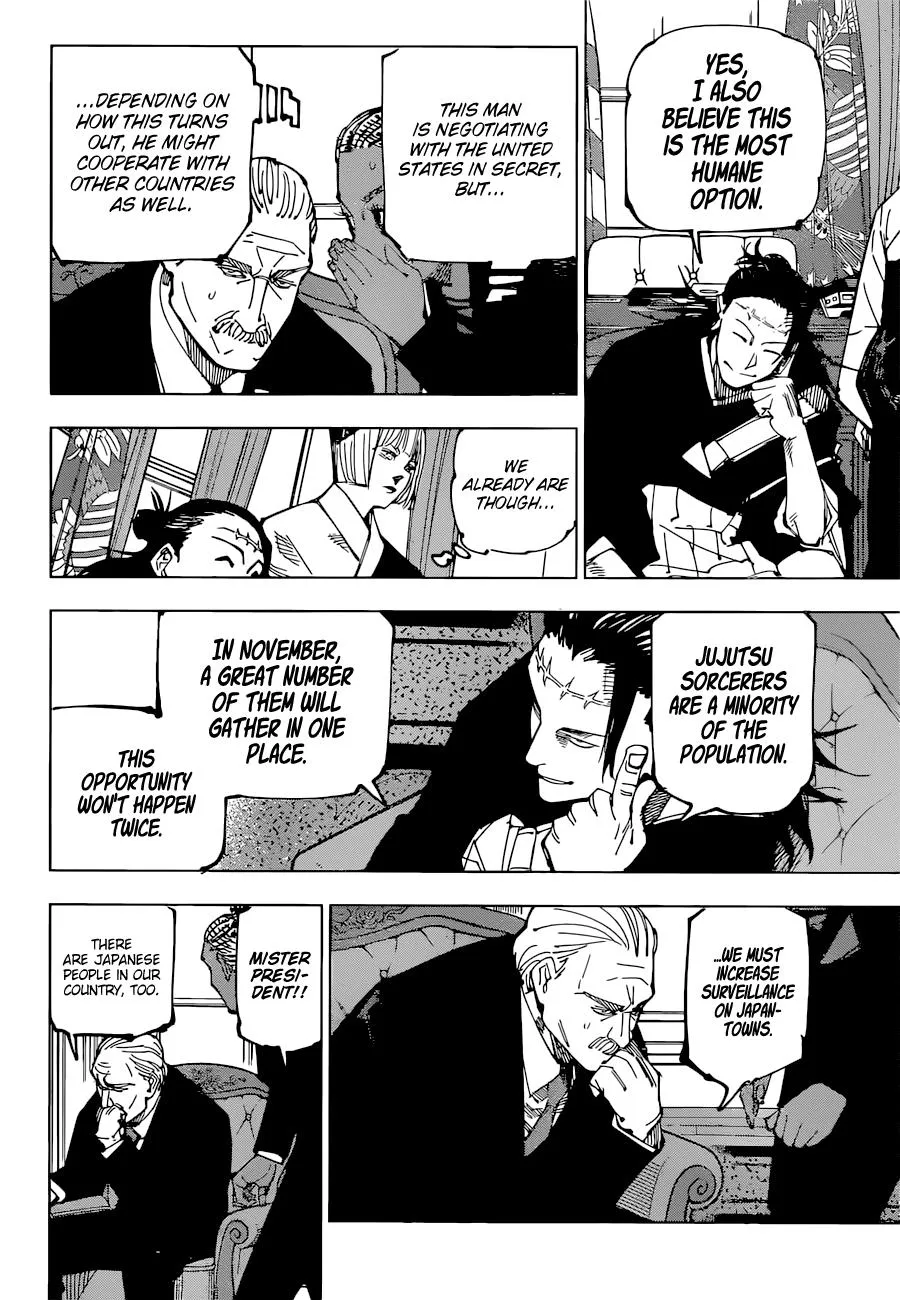 YES,
I ALSO
BELIEVE THIS
IS THE MOST
HUMANE
OPTION.
THIS MAN
IS NEGOTIATING
WITH THE UNITED
STATES IN SECRET,
BUT...
...DEPENDING ON
HOW THIS TURNS
OUT, HE MIGHT
COOPERATE WITH
OTHER COUNTRIES
AS WELL.
WE
ALREADY ARE
THOUGH...
JUJUTSU
SORCERERS
ARE A MINORITY
OF THE
POPULATION.
IN NOVEMBER,
A GREAT NUMBER
OF THEM WILL
GATHER IN ONE
PLACE.
THIS
OPPORTUNITY
WON'T HAPPEN
TWICE.
...WE MUST
INCREASE
SURVEILLANCE
ON JAPAN-
TOWNS.
MISTER
PRESI-
DENT!!
THERE
ARE JAPANESE
PEOPLE IN OUR
COUNTRY, TOO.